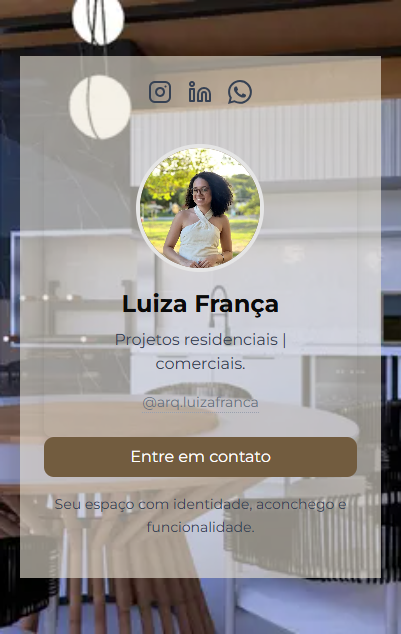 Luiza França
Projetos residenciais |
comerciais.
@arq.luizafranca
Entre em contato
Seu espaço com identidade, aconchego e
funcionalidade.